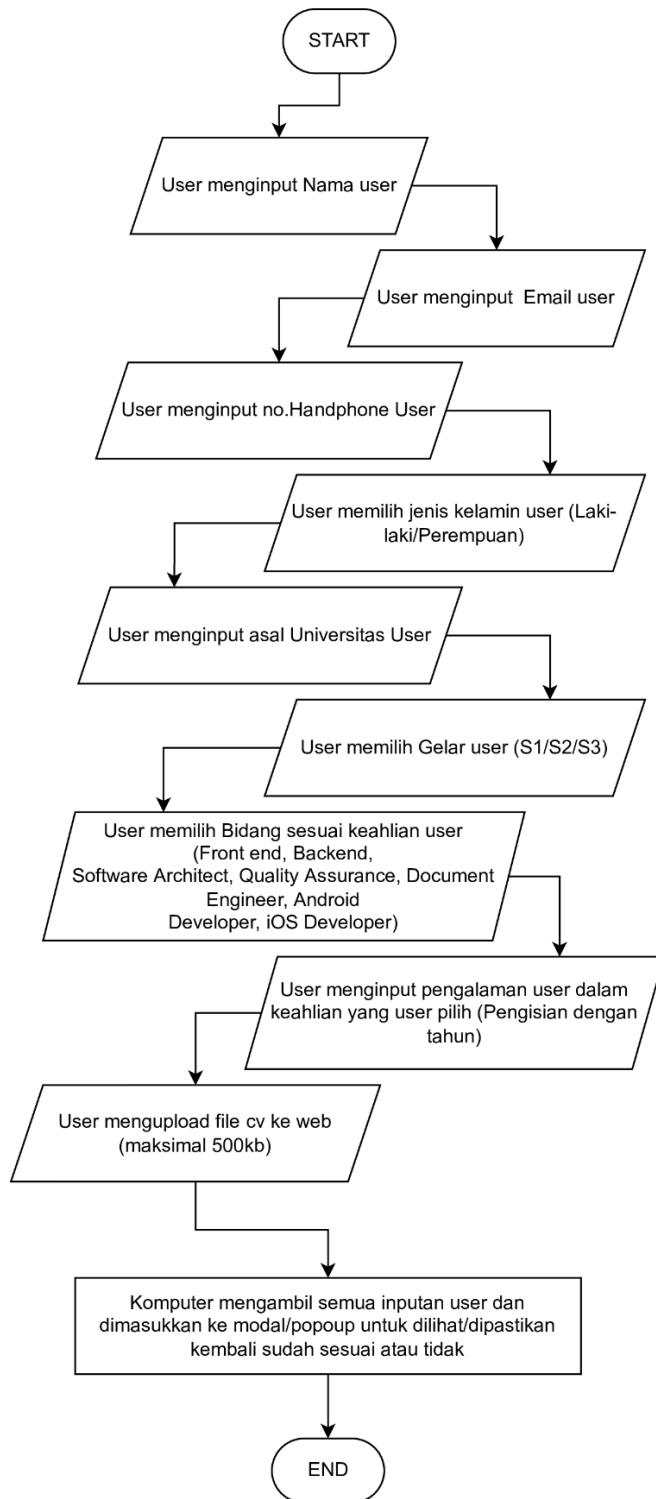 START
User menginput Nama user
User menginput  Email user
User menginput no.Handphone User
User memilih jenis kelamin user (Laki-
laki/Perempuan)
User menginput asal Universitas User
User memilih Gelar user (S1/S2/S3)
User memilih Bidang sesuai keahlian user
(Front end, Backend,
Software Architect, Quality Assurance, Document
Engineer, Android
Developer, iOS Developer)
User menginput pengalaman user dalam
keahlian yang user pilih (Pengisian dengan
tahun)
User mengupload file cv ke web
(maksimal 500kb)
Komputer mengambil semua inputan user dan
dimasukkan ke modal/popoup untuk dilihat/dipastikan
kembali sudah sesuai atau tidak
END